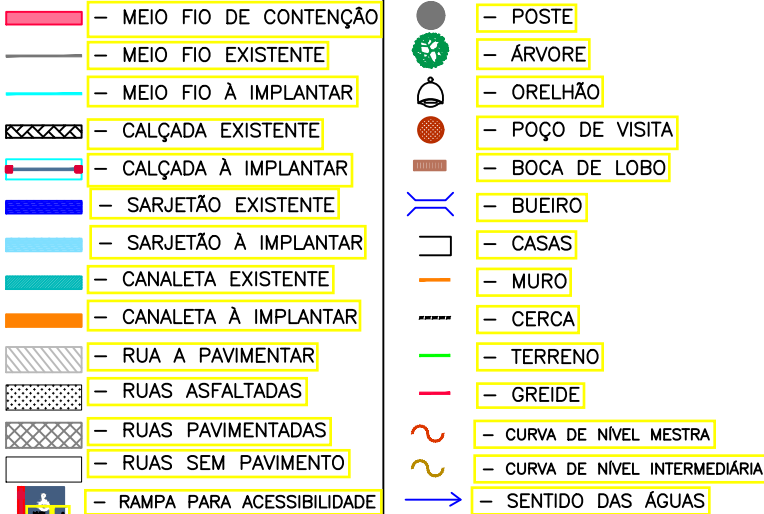 – MEIO FIO DE CONTENÇÃO
– MEIO FIO EXISTENTE
– MEIO FIO À IMPLANTAR
– CALÇADA EXISTENTE
– CALÇADA À IMPLANTAR
– SARJETÃO EXISTENTE
– SARJETÃO À IMPLANTAR
– CANALETA EXISTENTE
– CANALETA À IMPLANTAR
– RUA A PAVIMENTAR
– RUAS ASFALTADAS
– RUAS PAVIMENTADAS
– RUAS SEM PAVIMENTO
– RAMPA PARA ACESSIBILIDADE
– POSTE
– ÁRVORE
– ORELHÃO
– POÇO DE VISITA
– BOCA DE LOBO
– BUEIRO
– CASAS
– MURO
– CERCA
– TERRENO
– GREIDE
– CURVA DE NÍVEL MESTRA
– CURVA DE NÍVEL INTERMEDIÁRIA
– SENTIDO DAS ÁGUAS